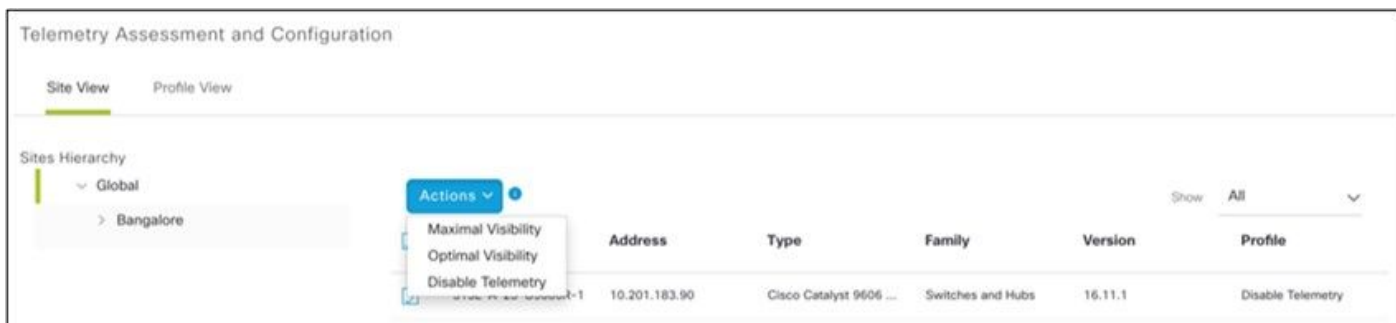 Telemetry Assessment and Configuration
Site View Profile View
Sites Hierarchy
Global
Bangalore
Actions
Show All
Maximal Visibility
Optimal Visibility
Disable Telemetry
Address Type Family Version Profile
10.201.183.90 Cisco Catalyst 9606 ... Switches and Hubs 16.11.1 Disable Telemetry